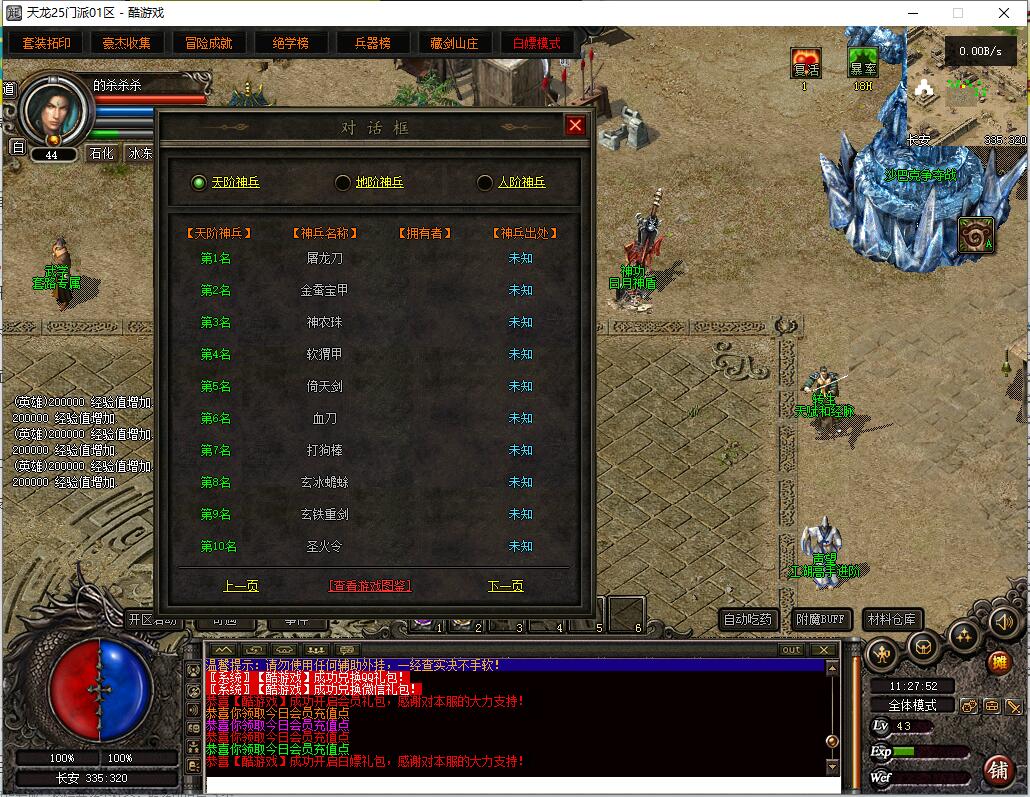 天龙25门派01区 - 酷游戏
套装拓印 豪杰收集 冒险成就 绝学榜 兵器榜 藏剑山庄 白嫖模式
0.00B/s
复活
1
暴率
18H
的杀杀杀
道
白
44
石化 冰东
长安 335:320
沙巴克争夺战
A
对话框
天阶神兵 地阶神兵 人阶神兵
【天阶神兵】 【神兵名称】 【拥有者】 【神兵出处】
第1名 屠龙刀 未知
第2名 金蚕宝甲 未知
第3名 神农珠 未知
第4名 软猬甲 未知
第5名 倚天剑 未知
第6名 血刀 未知
第7名 打狗棒 未知
第8名 玄冰蟾蜍 未知
第9名 玄铁重剑 未知
第10名 圣火令 未知
上一页 [查看游戏图鉴] 下一页
武学
套路专属
神功
日月神盾
转生
天赋和经脉
声望
江湖高手进阶
(英雄)200000 经验值增加
200000 经验值增加
(英雄)200000 经验值增加
200000 经验值增加
(英雄)200000 经验值增加
200000 经验值增加
1 2 3 4 5 6
自动吃药 附魔BUFF 材料仓库
out
温馨提示：请勿使用任何辅助外挂，一经查实决不手软！
【系统】【酷游戏】成功兑换QQ礼包！
【系统】【酷游戏】成功兑换微信礼包！
恭喜【酷游戏】成功开启会员礼包，感谢对本服的大力支持！
恭喜你领取今日会员充值点
恭喜你领取今日会员充值点
恭喜你领取今日会员充值点
恭喜你领取今日会员充值点
恭喜【酷游戏】成功开启白嫖礼包，感谢对本服的大力支持！
100% 100%
长安 335:320
摊
11:27:52
全体模式
Lv 43
Exp
Wcf
铺